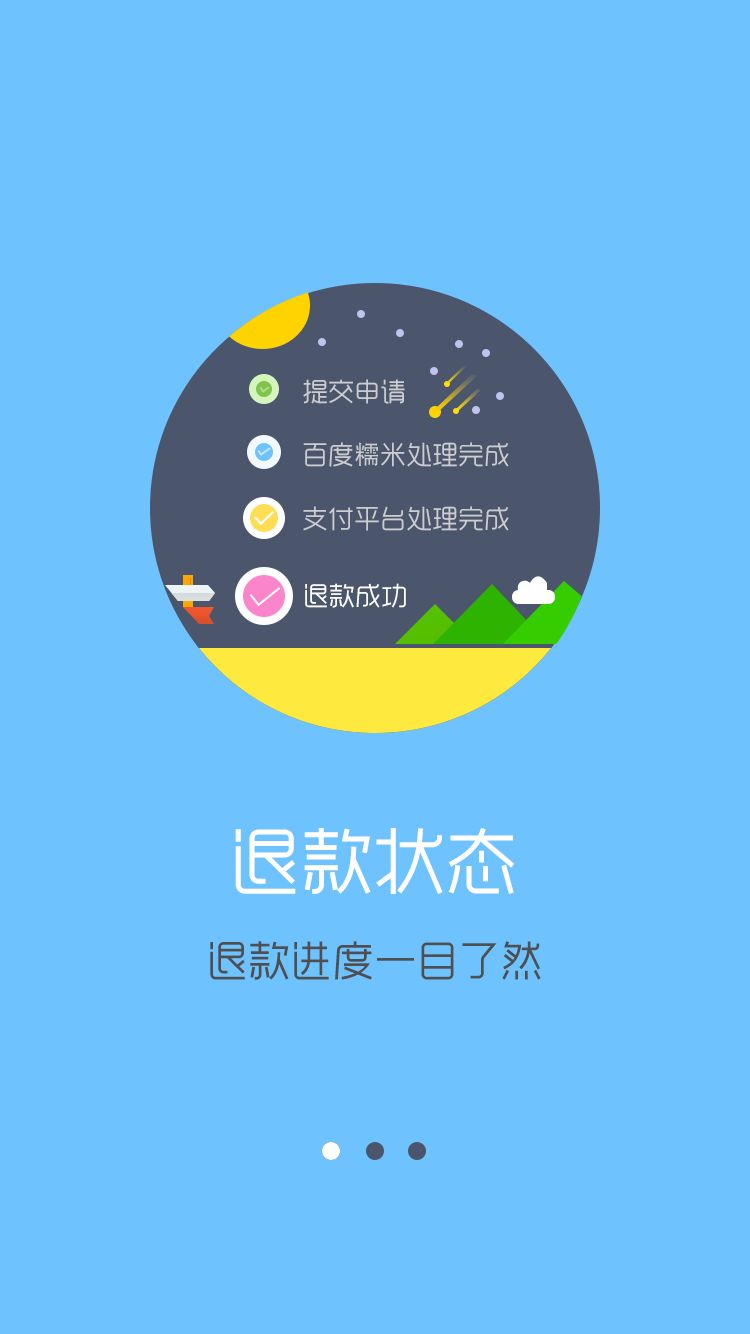 提交申请
百度糯米处理完成
支付平台处理完成
退款成功
退款状态
退款进度一目了然